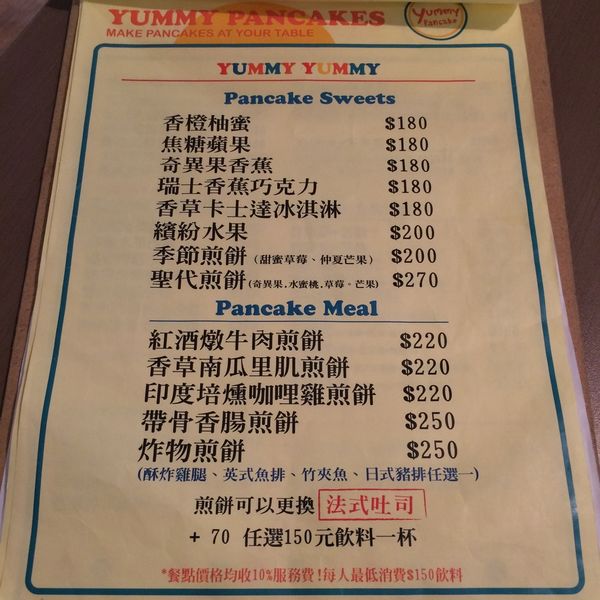 YUMMY PANCAKES
MAKE PANCAKES AT YOUR TABLE
Yummy
Pancake
YUMMY YUMMY
Pancake Sweets
香橙柚蜜 $180
焦糖蘋果 $180
奇異果香蕉 $180
瑞士香蕉巧克力 $180
香草卡士達冰淇淋 $180
繽紛水果 $200
季節煎餅 (甜蜜草莓、仲夏芒果) $200
聖代煎餅 (奇異果,水蜜桃,草莓。芒果) $270
Pancake Meal
紅酒燉牛肉煎餅 $220
香草南瓜里肌煎餅 $220
印度培燻咖哩雞煎餅 $220
帶骨香腸煎餅 $250
炸物煎餅 $250
(酥炸雞腿、英式魚排、竹夾魚、日式豬排任選一)
煎餅可以更換 法式吐司
+ 70 任選150元飲料一杯
*餐點價格均收10%服務費!每人最低消費$150飲料